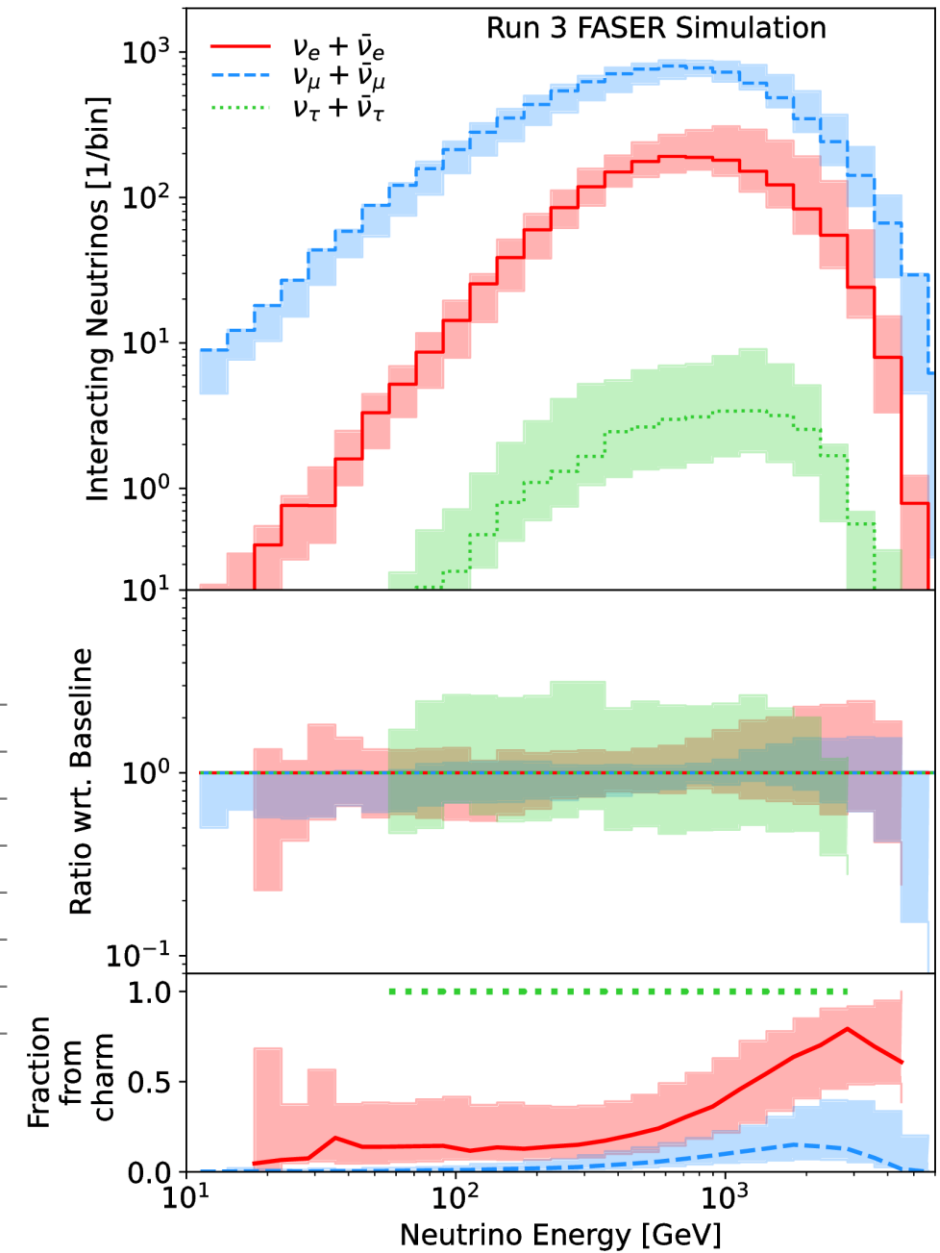 Run 3 FASER Simulation
νₑ + ν̄ₑ
ν_μ + ν̄_μ
ν_τ + ν̄_τ
Interacting Neutrinos [1/bin]
10³
10²
10¹
10⁰
10¹
Ratio wrt. Baseline
10⁰
10⁻¹
Fraction
from
charm
1.0
0.5
0.0
10¹
10²
10³
Neutrino Energy [GeV]